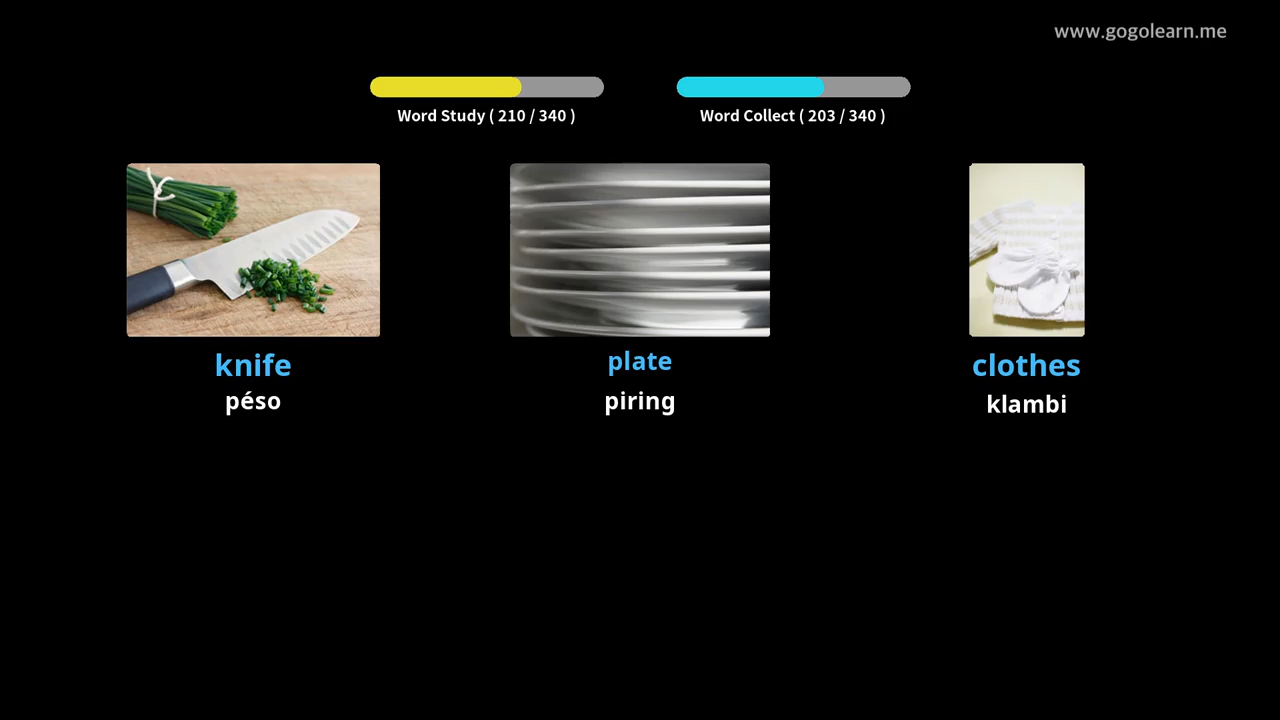 www.gogolearn.me
Word Study ( 210 / 340 )
Word Collect ( 203 / 340 )
knife
péso
plate
piring
clothes
klambi